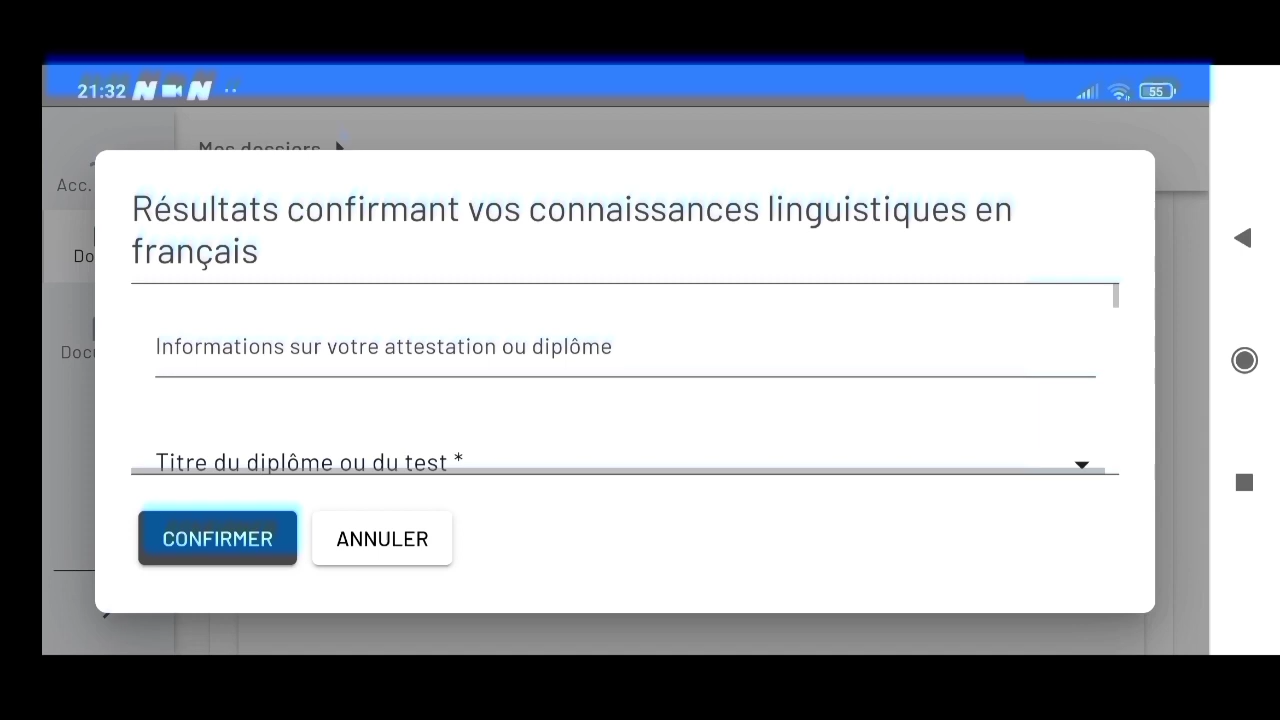 21:32
55
Mes dossiers
Acc.
Résultats confirmant vos connaissances linguistiques en
français
Do
Informations sur votre attestation ou diplôme
Docu
Titre du diplôme ou du test *
CONFIRMER
ANNULER